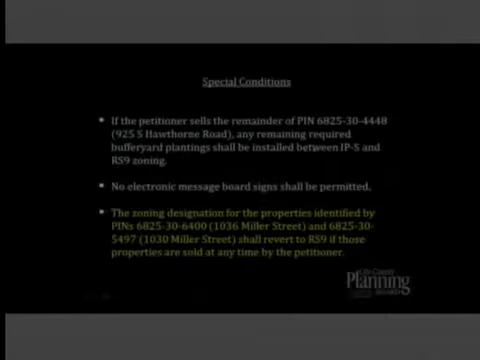 Special Conditions
▪ If the petitioner sells the remainder of PIN 6825-30-4448
(925 S Hawthorne Road), any remaining required
bufferyard plantings shall be installed between IP-S and
RS9 zoning.
▪ No electronic message board signs shall be permitted.
▪ The zoning designation for the properties identified by
PINs 6825-30-6400 (1036 Miller Street) and 6825-30-
5497 (1030 Miller Street) shall revert to RS9 if those
properties are sold at any time by the petitioner.
Planning